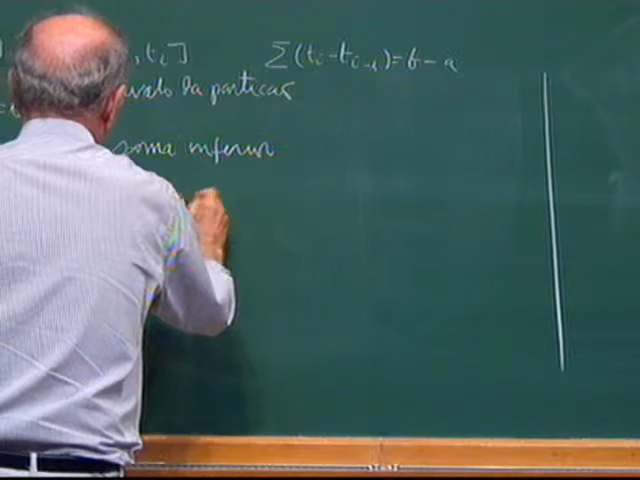 , tᵢ] Σ(tᵢ-tᵢ₋₁)=b-a
da partição
soma inferior